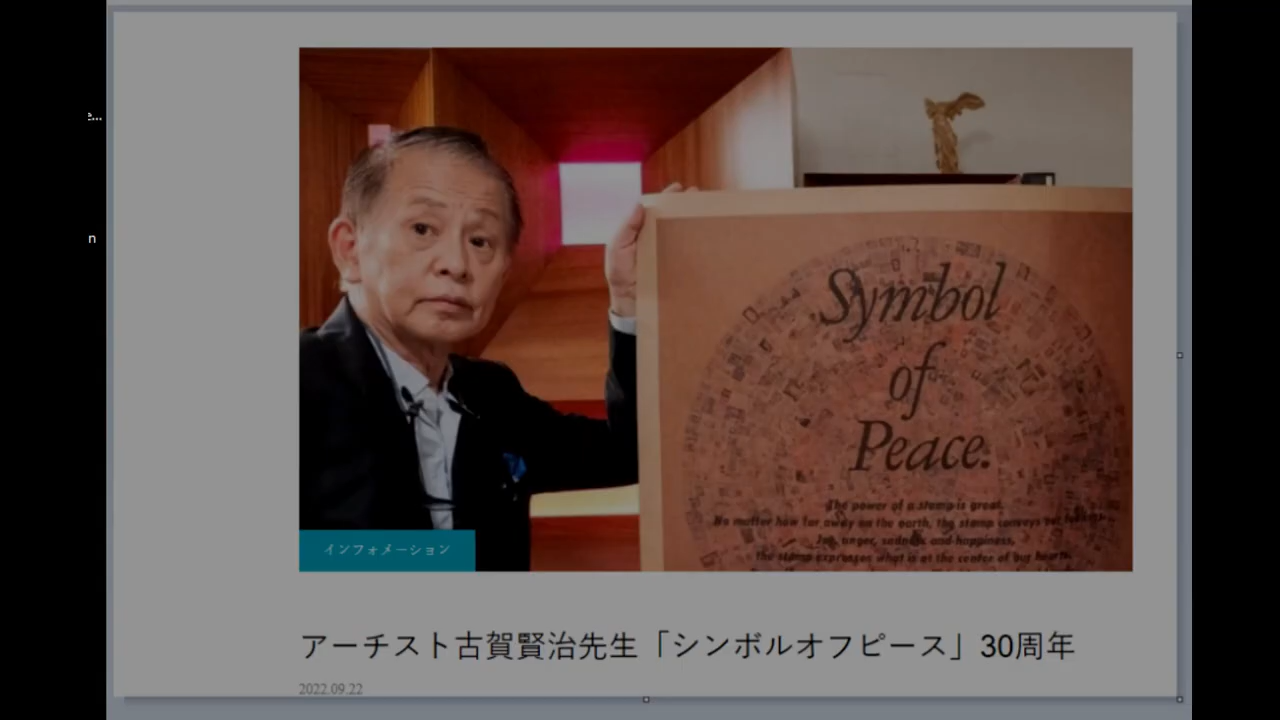 e...
n
Symbol
of
Peace.
The power of a stamp is great.
No matter how far away on the earth, the stamp conveys our
Joy, anger, sadness and happiness,
the stamp expresses what is at the center of our hearts.
インフォメーション
アーチスト古賀賢治先生「シンボルオフピース」30周年
2022.09.22